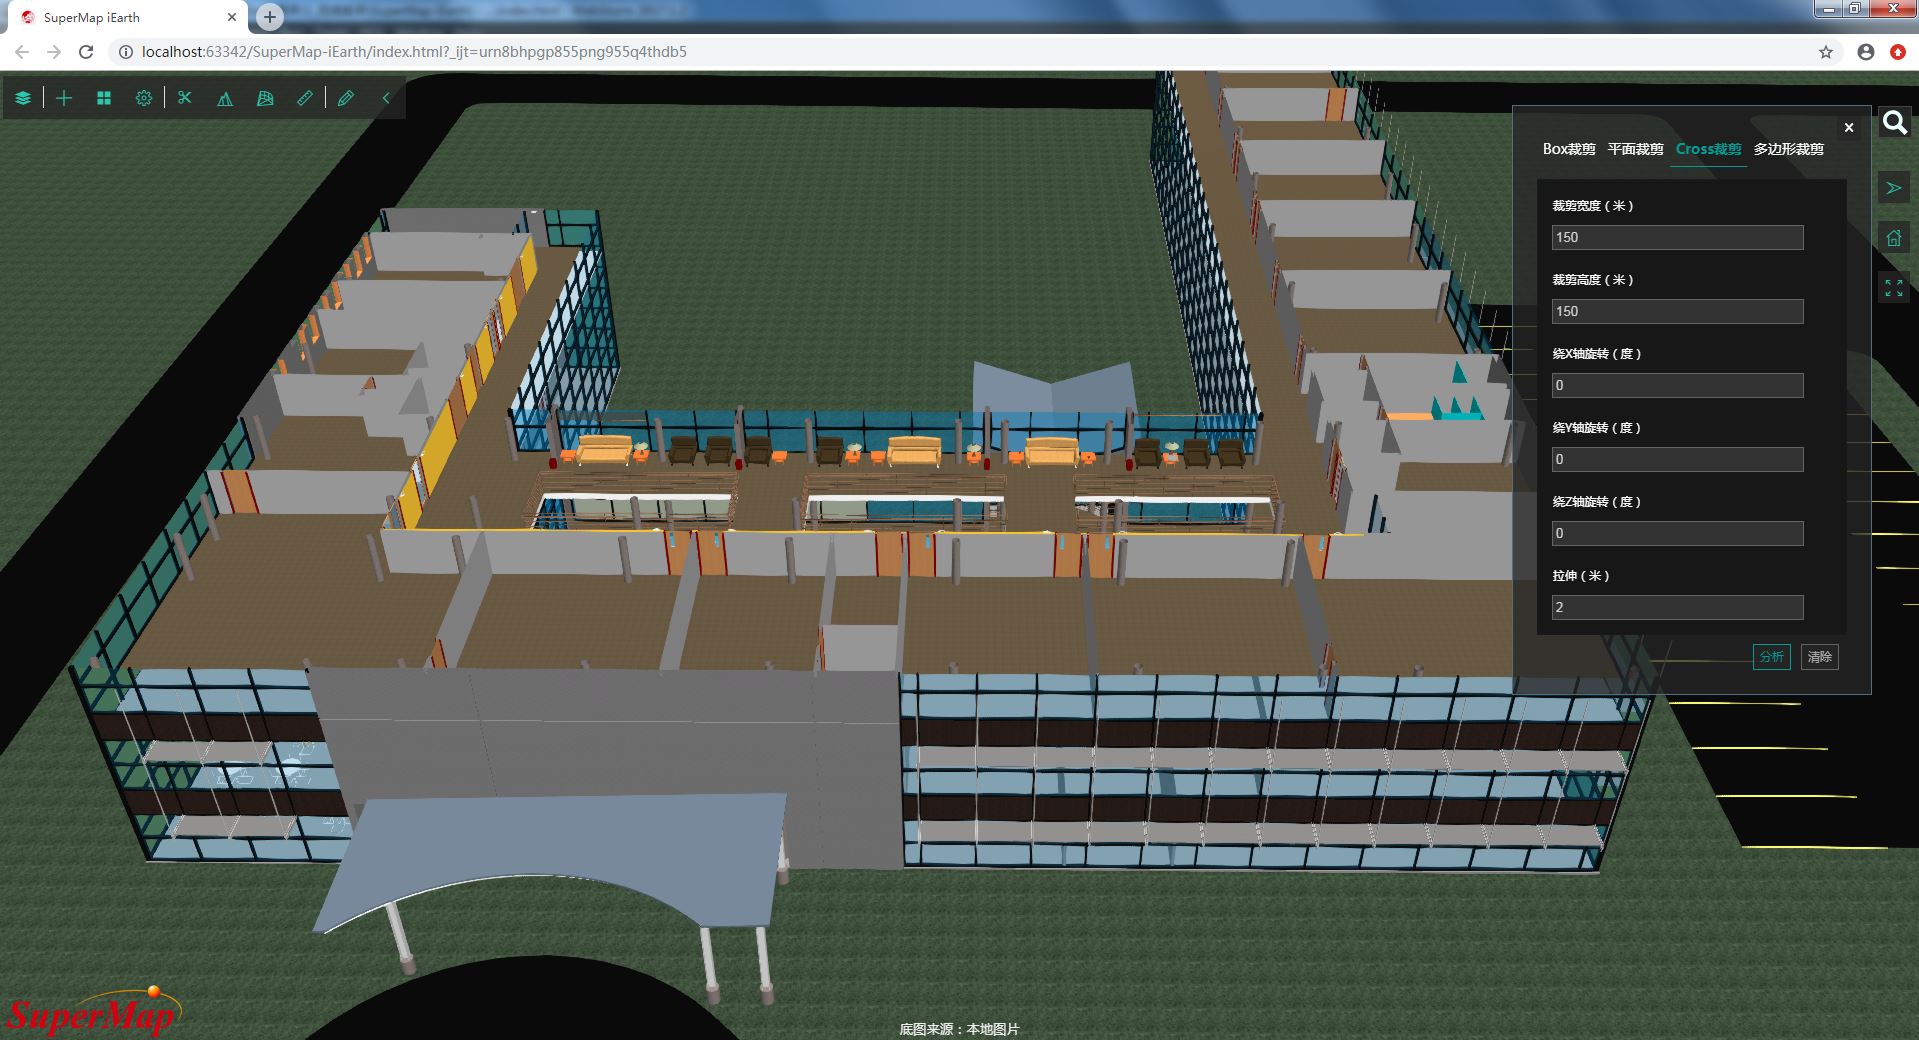 SuperMap iEarth
localhost:63342/SuperMap-iEarth/index.html?_ijt=urn8bhpgp855png955q4thdb5
Box裁剪 平面裁剪 Cross裁剪 多边形裁剪
裁剪宽度（米）
150
裁剪高度（米）
150
绕X轴旋转（度）
0
绕Y轴旋转（度）
0
绕Z轴旋转（度）
0
拉伸（米）
2
分析 清除
SuperMap
底图来源：本地图片